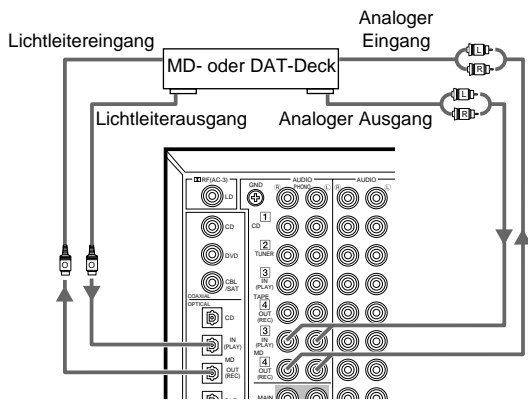 Analoger
Eingang
Lichtleitereingang
MD- oder DAT-Deck
L
R
Lichtleiterausgang
Analoger Ausgang
L
R
RF(AC-3)
LD
GND
AUDIO
R PHONO L
AUDIO
R L
CD
1
CD
DVD
2
TUNER
CBL
/SAT
3
IN
(PLAY)
COAXIAL
OPTICAL
TAPE
4
OUT
(REC)
CD
3
IN
(PLAY)
IN
(PLAY)
MD
MD
4
OUT
(REC)
OUT
(REC)
MAIN